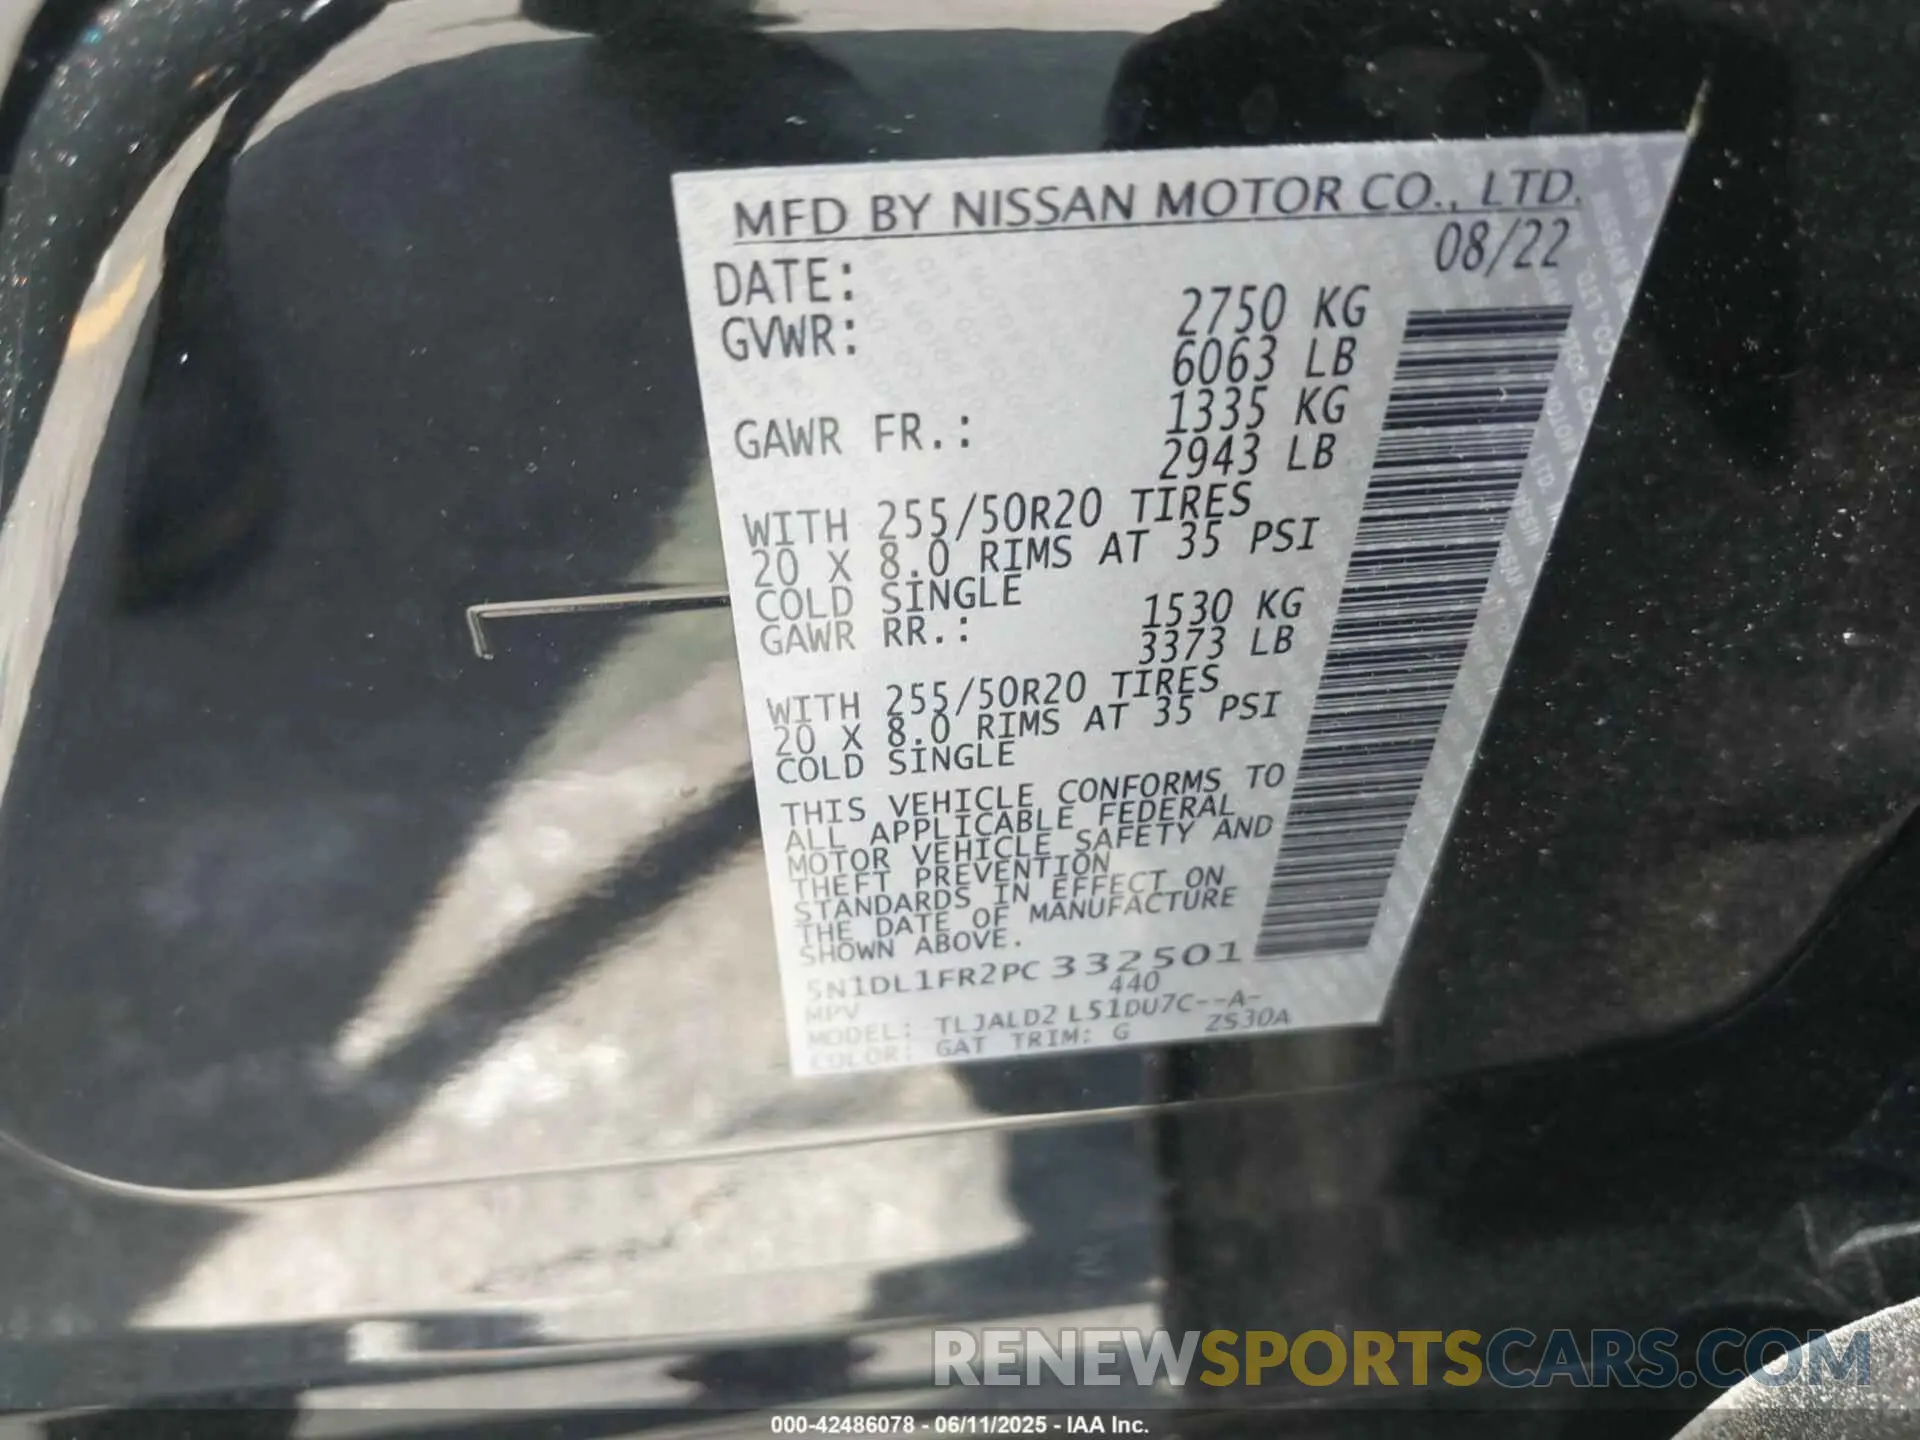 MFD BY NISSAN MOTOR CO., LTD.
DATE: 08/22
GVWR: 2750 KG
6063 LB
GAWR FR.: 1335 KG
2943 LB
WITH 255/50R20 TIRES
20 X 8.0 RIMS AT 35 PSI
COLD SINGLE
GAWR RR.: 1530 KG
3373 LB
WITH 255/50R20 TIRES
20 X 8.0 RIMS AT 35 PSI
COLD SINGLE
THIS VEHICLE CONFORMS TO
ALL APPLICABLE FEDERAL
MOTOR VEHICLE SAFETY AND
THEFT PREVENTION
STANDARDS IN EFFECT ON
THE DATE OF MANUFACTURE
SHOWN ABOVE.
5N1DL1FR2PC332501
MPV 440
MODEL: TLJALD2 L51DU7C--A-
COLOR: GAT TRIM: G ZS30A
RENEWSPORTSCARS.COM
000-42486078 - 06/11/2025 - IAA Inc.